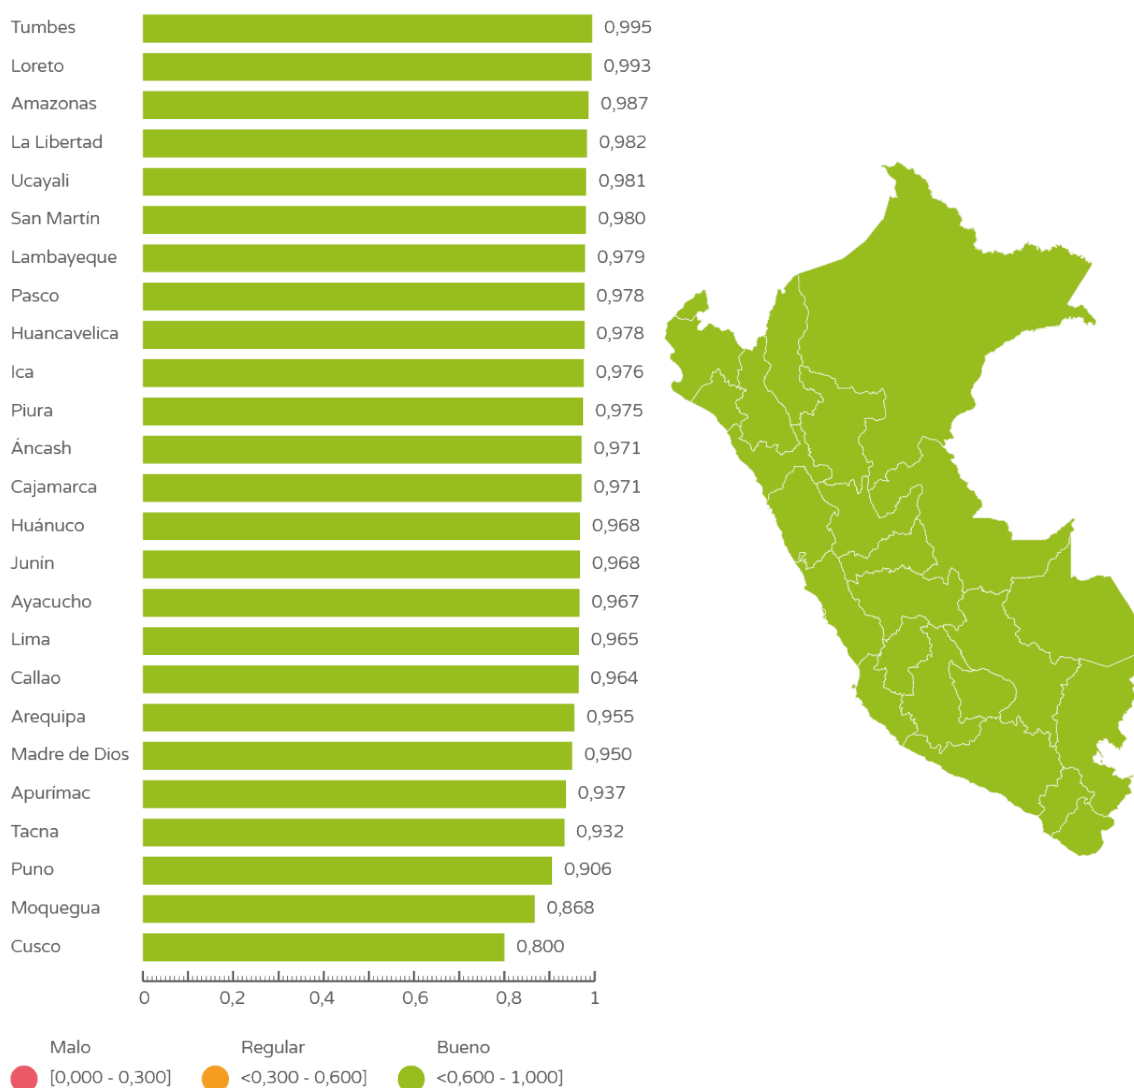 Tumbes 0,995
Loreto 0,993
Amazonas 0,987
La Libertad 0,982
Ucayali 0,981
San Martín 0,980
Lambayeque 0,979
Pasco 0,978
Huancavelica 0,978
Ica 0,976
Piura 0,975
Áncash 0,971
Cajamarca 0,971
Huánuco 0,968
Junín 0,968
Ayacucho 0,967
Lima 0,965
Callao 0,964
Arequipa 0,955
Madre de Dios 0,950
Apurímac 0,937
Tacna 0,932
Puno 0,906
Moquegua 0,868
Cusco 0,800
0 0,2 0,4 0,6 0,8 1
Malo Regular Bueno
[0,000 - 0,300] <0,300 - 0,600] <0,600 - 1,000]